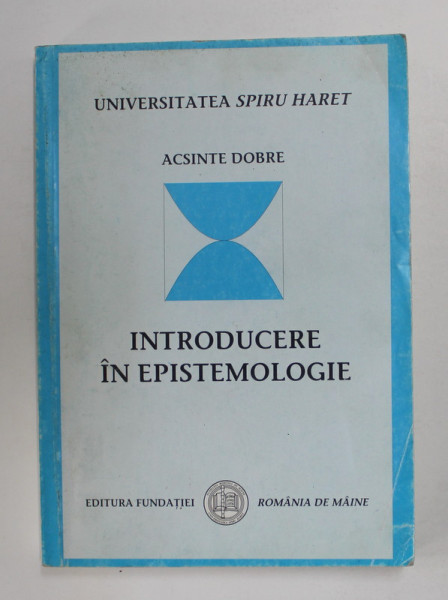 UNIVERSITATEA SPIRU HARET
ACSINTE DOBRE
INTRODUCERE
ÎN EPISTEMOLOGIE
EDITURA FUNDAȚIEI ROMÂNIA DE MÂINE